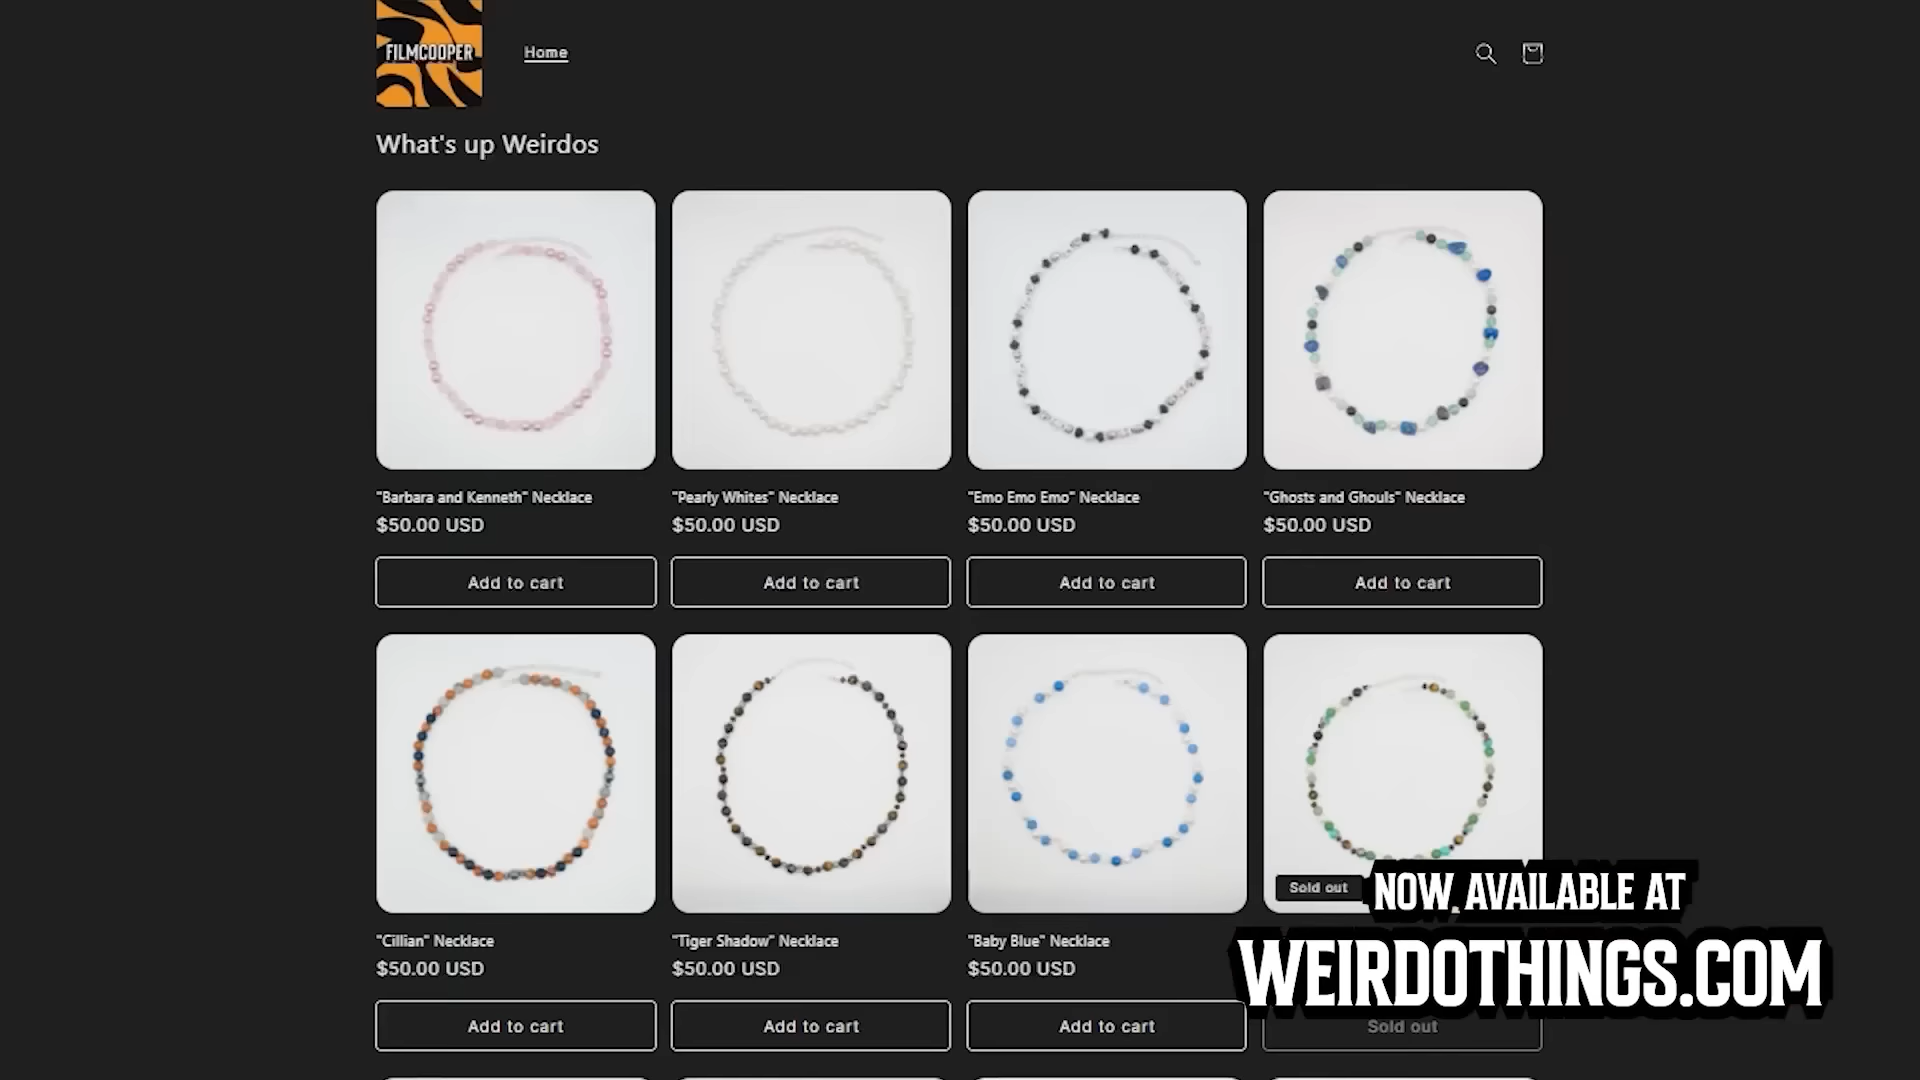 FILMCOOPER
Home
What's up Weirdos
"Barbara and Kenneth" Necklace
$50.00 USD
Add to cart
"Pearly Whites" Necklace
$50.00 USD
Add to cart
"Emo Emo Emo" Necklace
$50.00 USD
Add to cart
"Ghosts and Ghouls" Necklace
$50.00 USD
Add to cart
"Cillian" Necklace
$50.00 USD
Add to cart
"Tiger Shadow" Necklace
$50.00 USD
Add to cart
"Baby Blue" Necklace
$50.00 USD
Add to cart
Sold out
NOW AVAILABLE AT
WEIRDOTHINGS.COM
Sold out